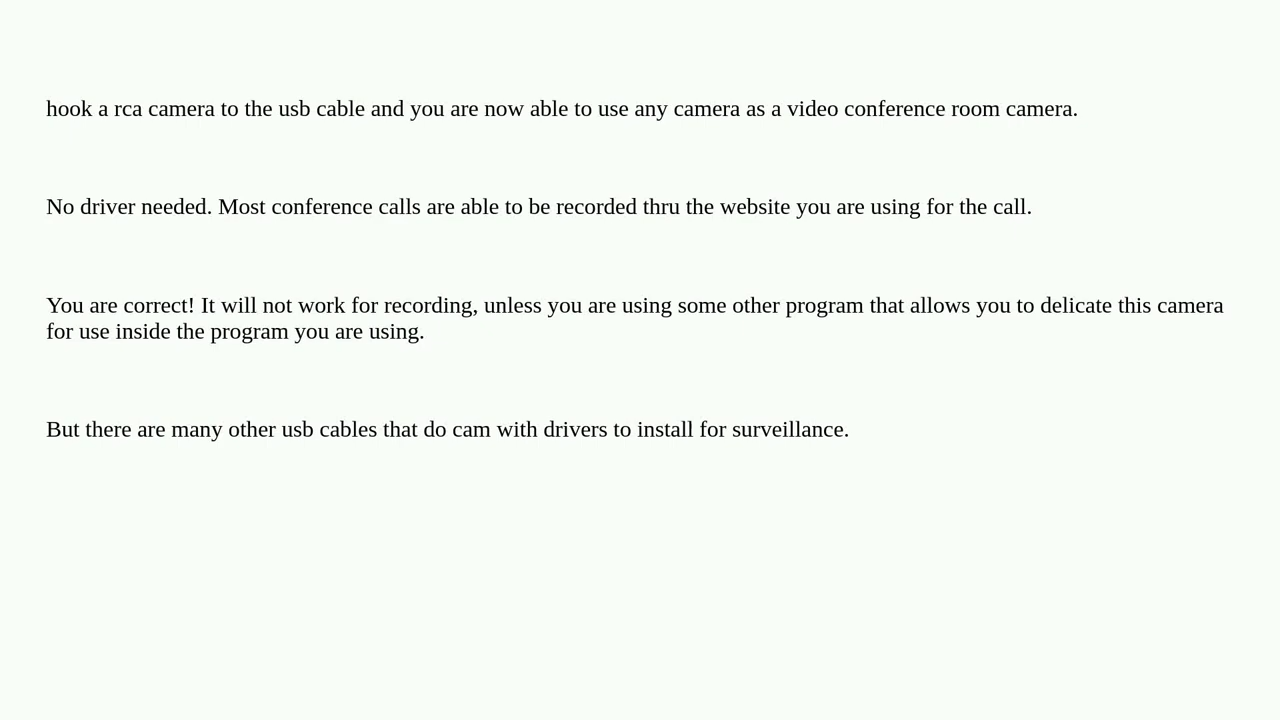 hook a rca camera to the usb cable and you are now able to use any camera as a video conference room camera.
No driver needed. Most conference calls are able to be recorded thru the website you are using for the call.
You are correct! It will not work for recording, unless you are using some other program that allows you to delicate this camera
for use inside the program you are using.
But there are many other usb cables that do cam with drivers to install for surveillance.